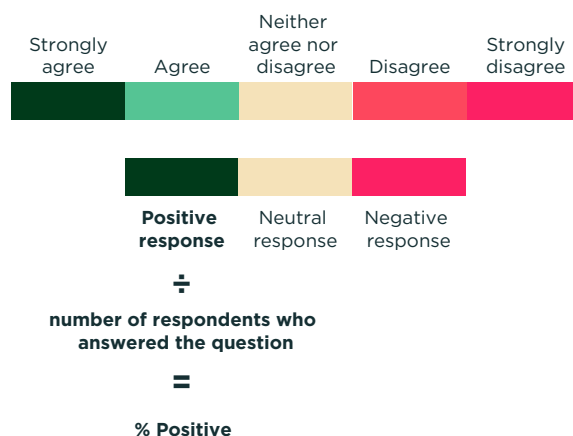 Strongly
agree
Agree
Neither
agree nor
disagree
Disagree
Strongly
disagree
Positive
response
Neutral
response
Negative
response
÷
number of respondents who
answered the question
=
% Positive